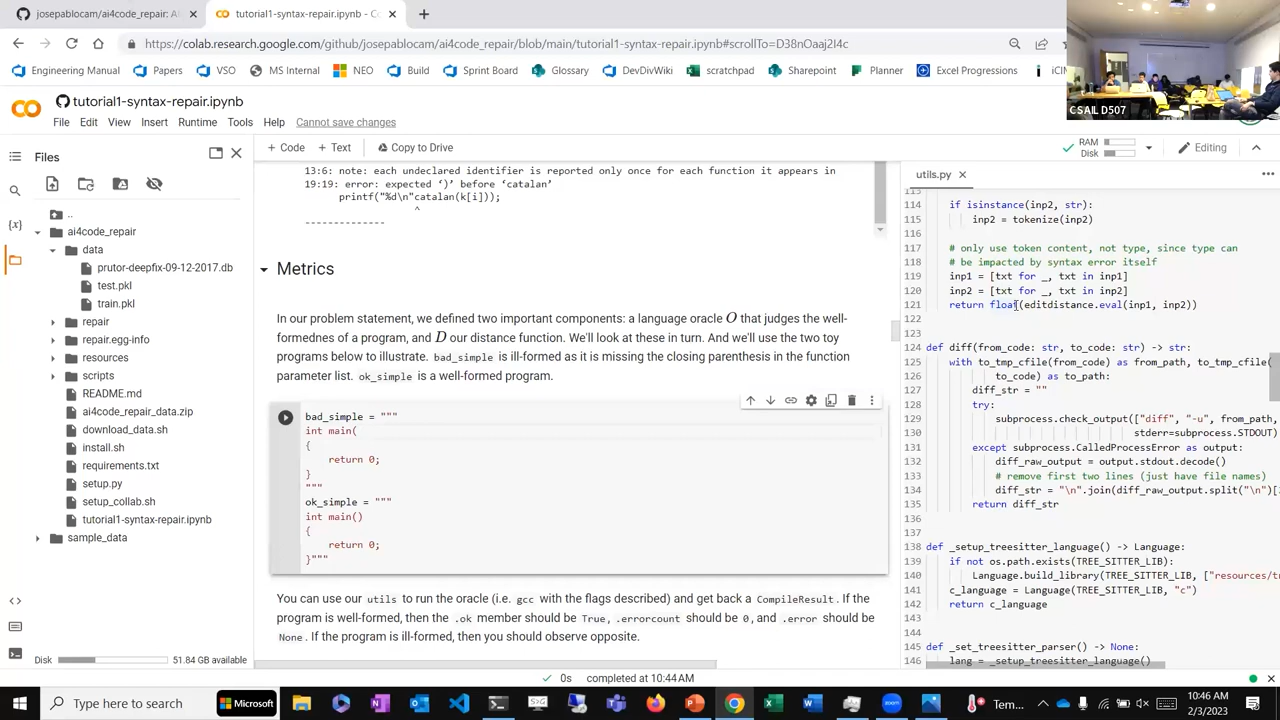 josepablocam/ai4code_repair: AI
tutorial1-syntax-repair.ipynb - Co
https://colab.research.google.com/github/josepablocam/ai4code_repair/blob/main/tutorial1-syntax-repair.ipynb#scrollTo=D38nOaaj2I4c
Engineering Manual
Papers
VSO
MS Internal
NEO
Build
Sprint Board
Glossary
DevDivWiki
scratchpad
Sharepoint
Planner
Excel Progressions
iCIM
CSAIL D507
tutorial1-syntax-repair.ipynb
File Edit View Insert Runtime Tools Help Cannot save changes
Files
+ Code + Text Copy to Drive
RAM
Disk
Editing
..
ai4code_repair
data
prutor-deepfix-09-12-2017.db
test.pkl
train.pkl
repair
repair.egg-info
resources
scripts
README.md
ai4code_repair_data.zip
download_data.sh
install.sh
requirements.txt
setup.py
setup_collab.sh
tutorial1-syntax-repair.ipynb
sample_data
Disk
51.84 GB available
13:6: note: each undeclared identifier is reported only once for each function it appears in
19:19: error: expected ‘)’ before ‘catalan’
printf("%d\n"catalan(k[i]));
^
--------------
Metrics
In our problem statement, we defined two important components: a language oracle O that judges the well-
formednes of a program, and D our distance function. We'll look at these in turn. And we'll use the two toy
programs below to illustrate. bad_simple is ill-formed as it is missing the closing parenthesis in the function
parameter list. ok_simple is a well-formed program.
bad_simple = """
int main(
{
return 0;
}
"""
ok_simple = """
int main()
{
return 0;
}"""
You can use our utils to run the oracle (i.e. gcc with the flags described) and get back a CompileResult. If the
program is well-formed, then the .ok member should be True, .errorcount should be 0, and .error should be
None. If the program is ill-formed, then you should observe opposite.
utils.py
113
114 if isinstance(inp2, str):
115 inp2 = tokenize(inp2)
116
117 # only use token content, not type, since type can
118 # be impacted by syntax error itself
119 inp1 = [txt for _, txt in inp1]
120 inp2 = [txt for _, txt in inp2]
121 return float(editdistance.eval(inp1, inp2))
122
123
124 def diff(from_code: str, to_code: str) -> str:
125 with to_tmp_cfile(from_code) as from_path, to_tmp_cfile(
126 to_code) as to_path:
127 diff_str = ""
128 try:
129 subprocess.check_output(["diff", "-u", from_path,
130 stderr=subprocess.STDOUT)
131 except subprocess.CalledProcessError as output:
132 diff_raw_output = output.stdout.decode()
133 # remove first two lines (just have file names)
134 diff_str = "\n".join(diff_raw_output.split("\n")[
135 return diff_str
136
137
138 def _setup_treesitter_language() -> Language:
139 if not os.path.exists(TREE_SITTER_LIB):
140 Language.build_library(TREE_SITTER_LIB, ["resources/tr
141 c_language = Language(TREE_SITTER_LIB, "c")
142 return c_language
143
144
145 def _set_treesitter_parser() -> None:
146 lang = _setup_treesitter_language()
0s completed at 10:44 AM
Type here to search
Microsoft
Tem...
10:46 AM
2/3/2023